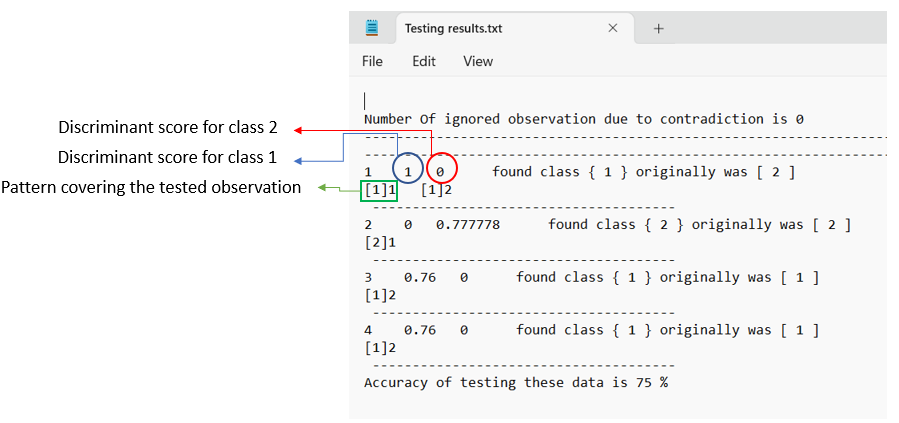 Testing results.txt
File Edit View
Number Of ignored observation due to contradiction is 0
-----------------------------------------------------------------
-----------------------------------------------------------------
Discriminant score for class 2
Discriminant score for class 1
Pattern covering the tested observation
1 1 0 found class { 1 } originally was [ 2 ]
[1]1 [1]2
-------------------------------------
2 0 0.777778 found class { 2 } originally was [ 2 ]
[2]1
-------------------------------------
3 0.76 0 found class { 1 } originally was [ 1 ]
[1]2
-------------------------------------
4 0.76 0 found class { 1 } originally was [ 1 ]
[1]2
-------------------------------------
Accuracy of testing these data is 75 %